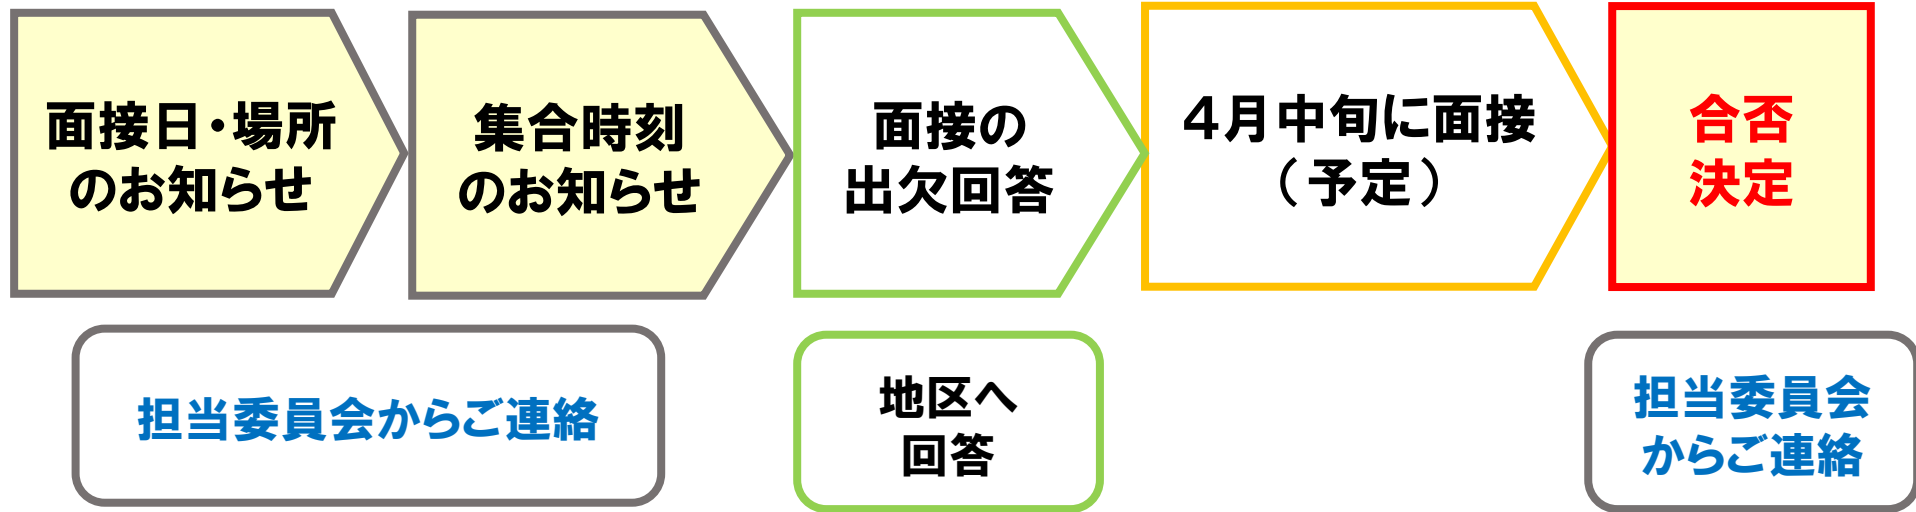 面接日・場所
のお知らせ
集合時刻
のお知らせ
面接の
出欠回答
４月中旬に面接
（予定）
合否
決定
担当委員会からご連絡
地区へ
回答
担当委員会
からご連絡